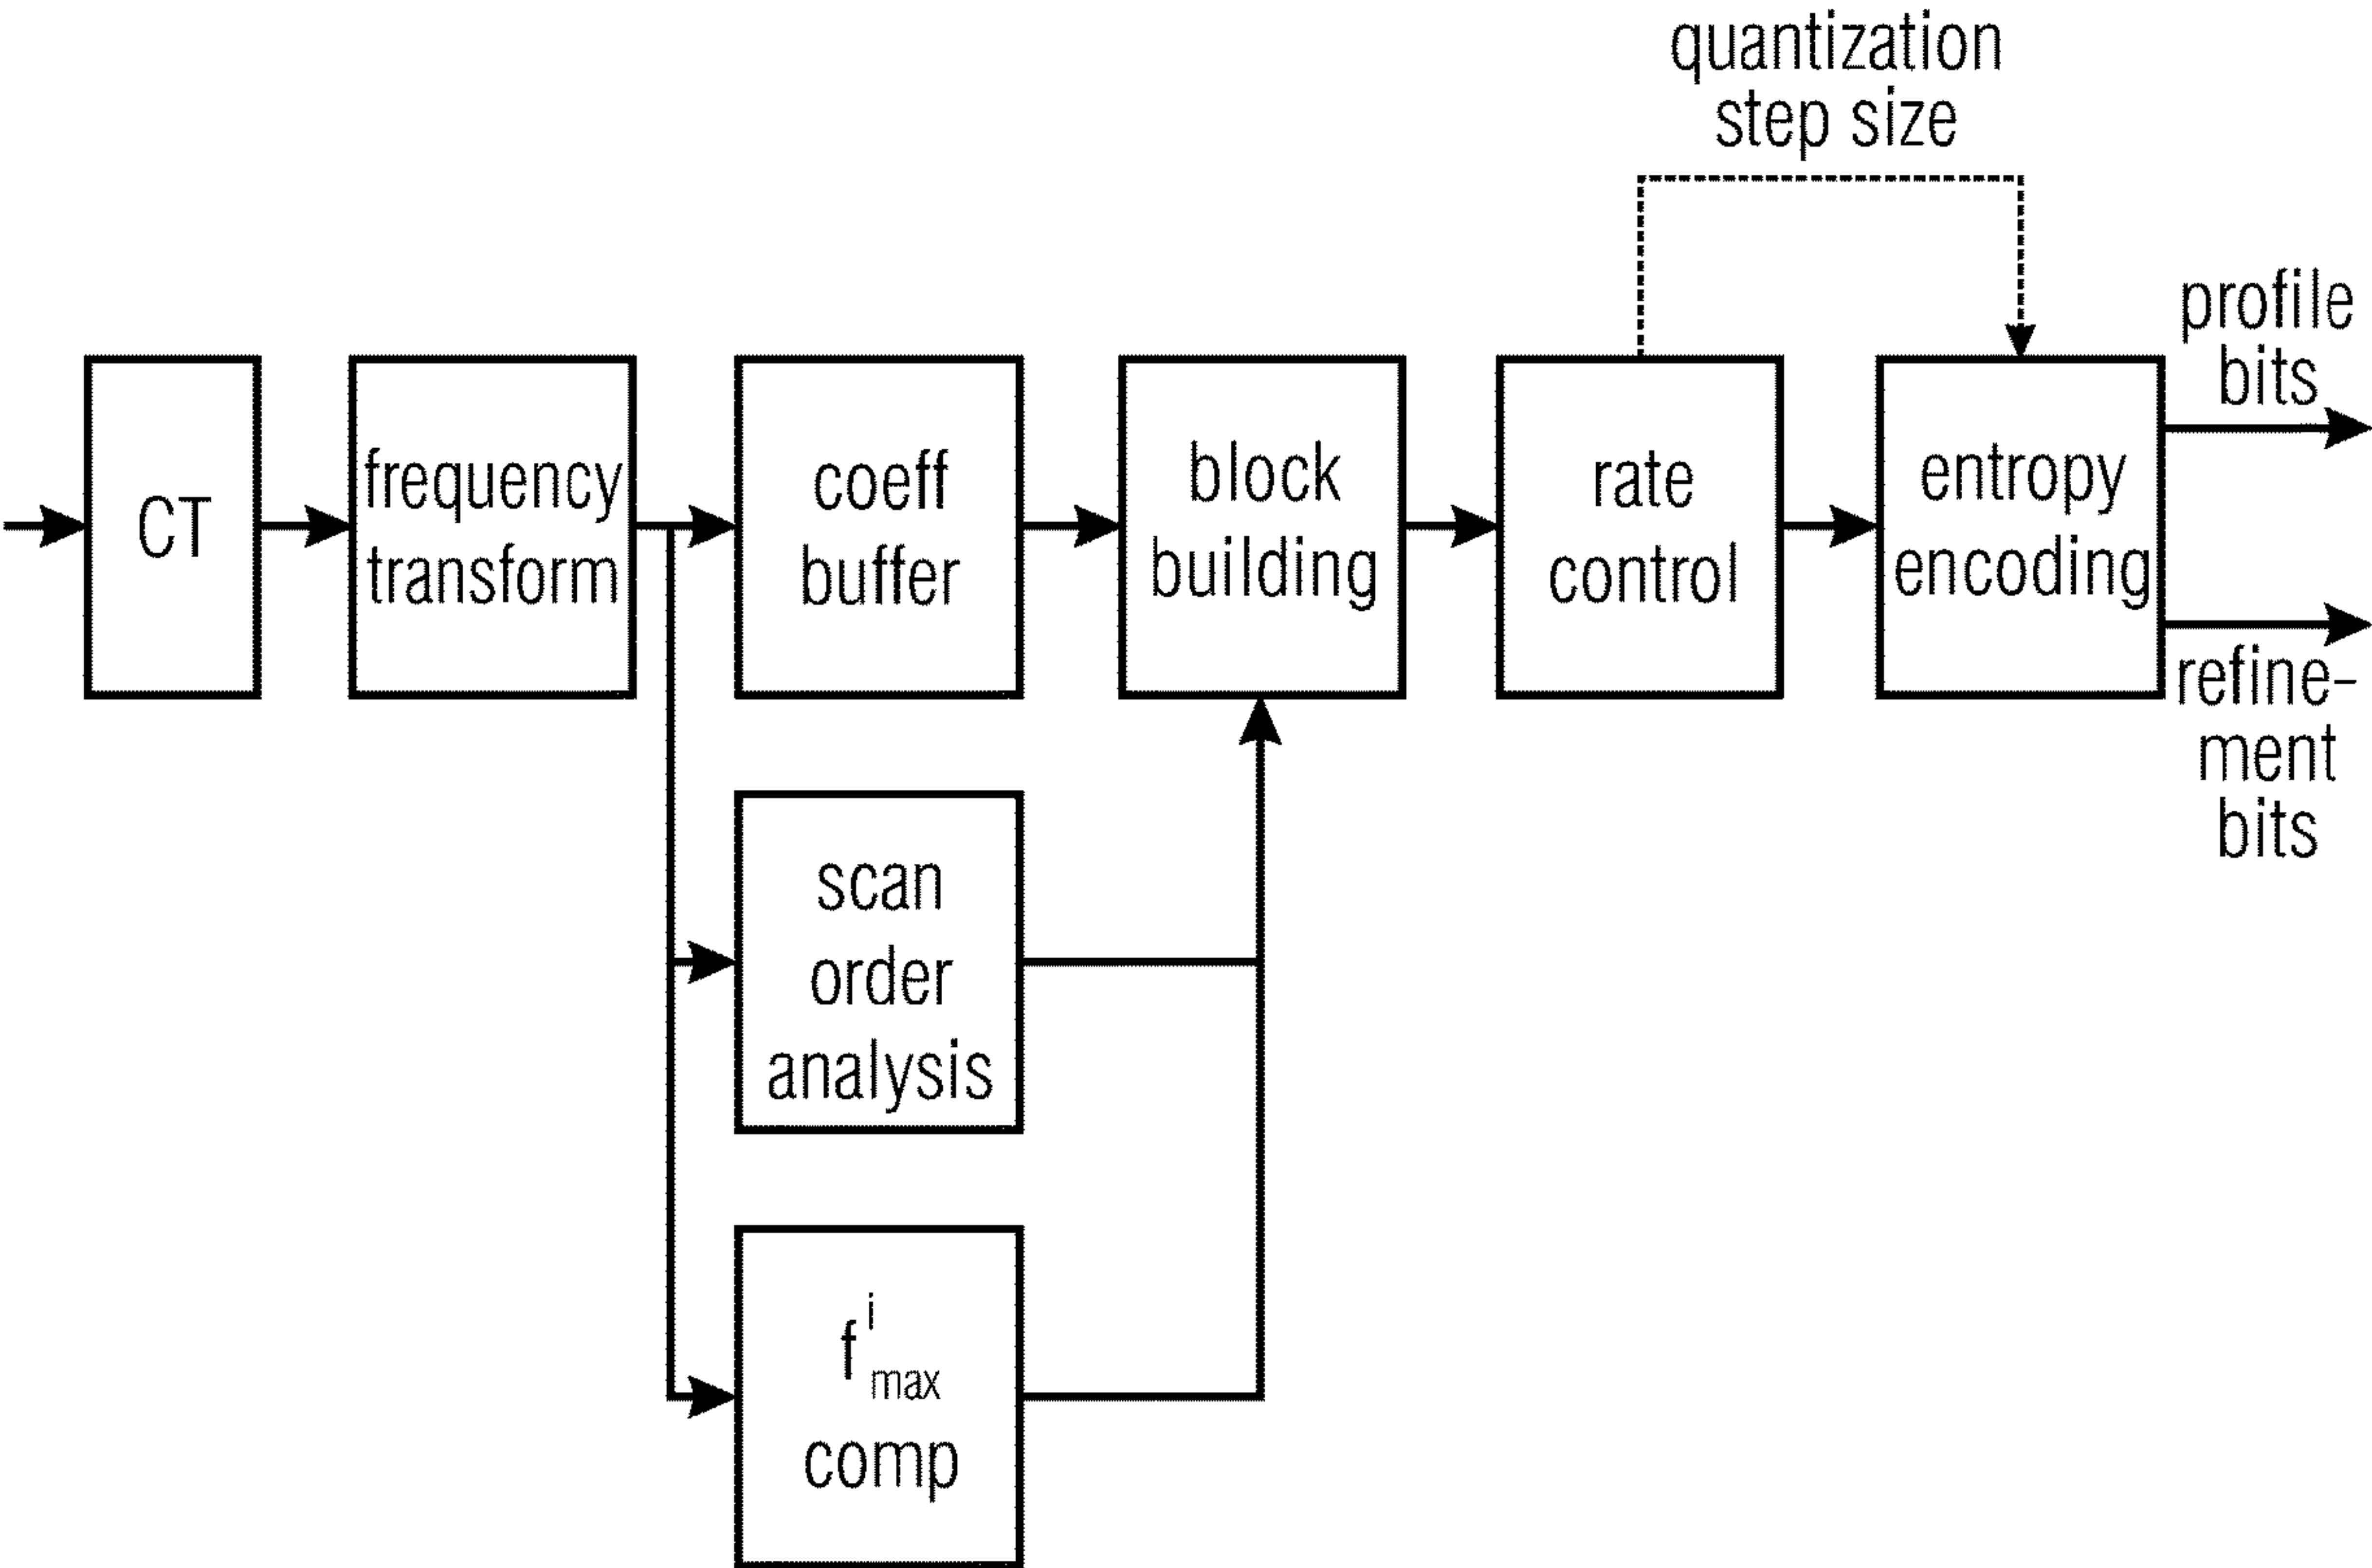 quantization
step size
profile
bits
CT
frequency
transform
coeff
buffer
block
building
rate
control
entropy
encoding
refine-
ment
bits
scan
order
analysis
f^i_max
comp